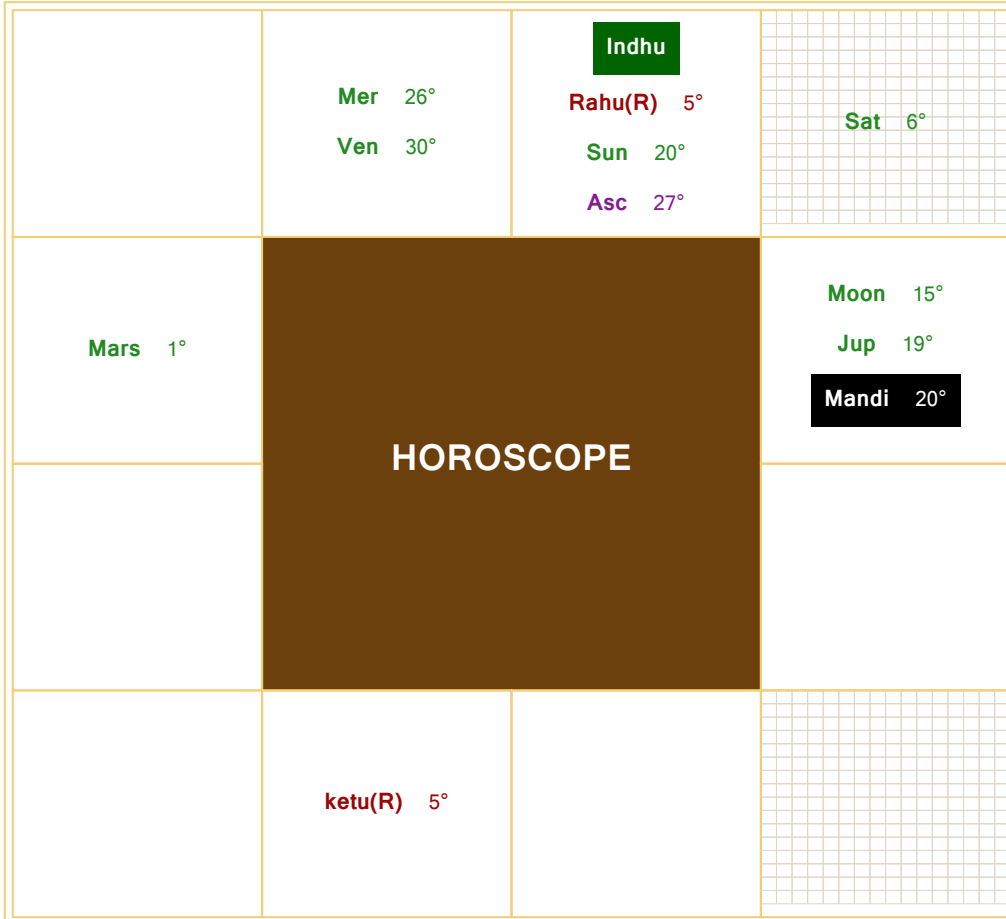 Indhu
Mer 26°
Ven 30°
Rahu(R) 5°
Sun 20°
Asc 27°
Sat 6°
Mars 1°
HOROSCOPE
Moon 15°
Jup 19°
Mandi 20°
ketu(R) 5°